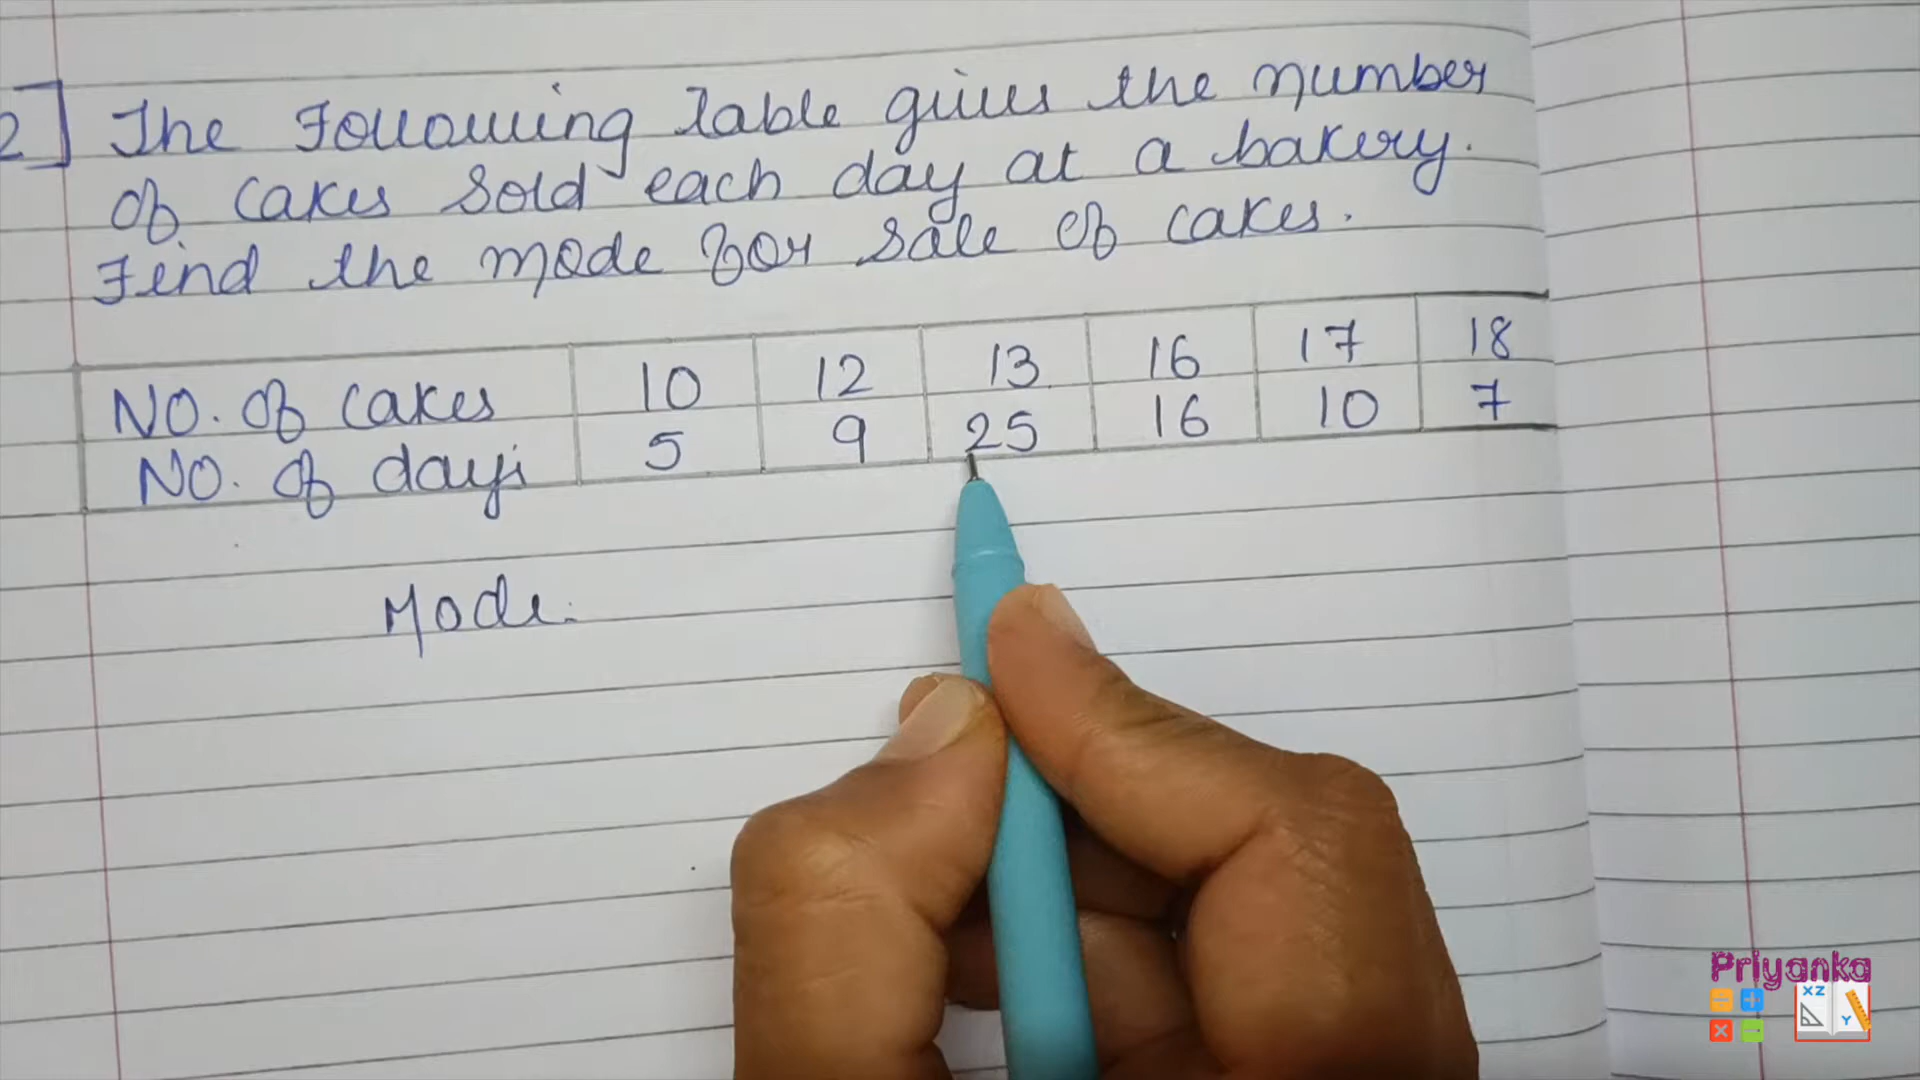 2] The Following table gives the number
of cakes sold each day at a bakery.
Find the mode for sale of cakes.
No. of cakes 10 12 13 16 17 18
No. of days 5 9 25 16 10 7
Mode
Priyanka
XZ
Y